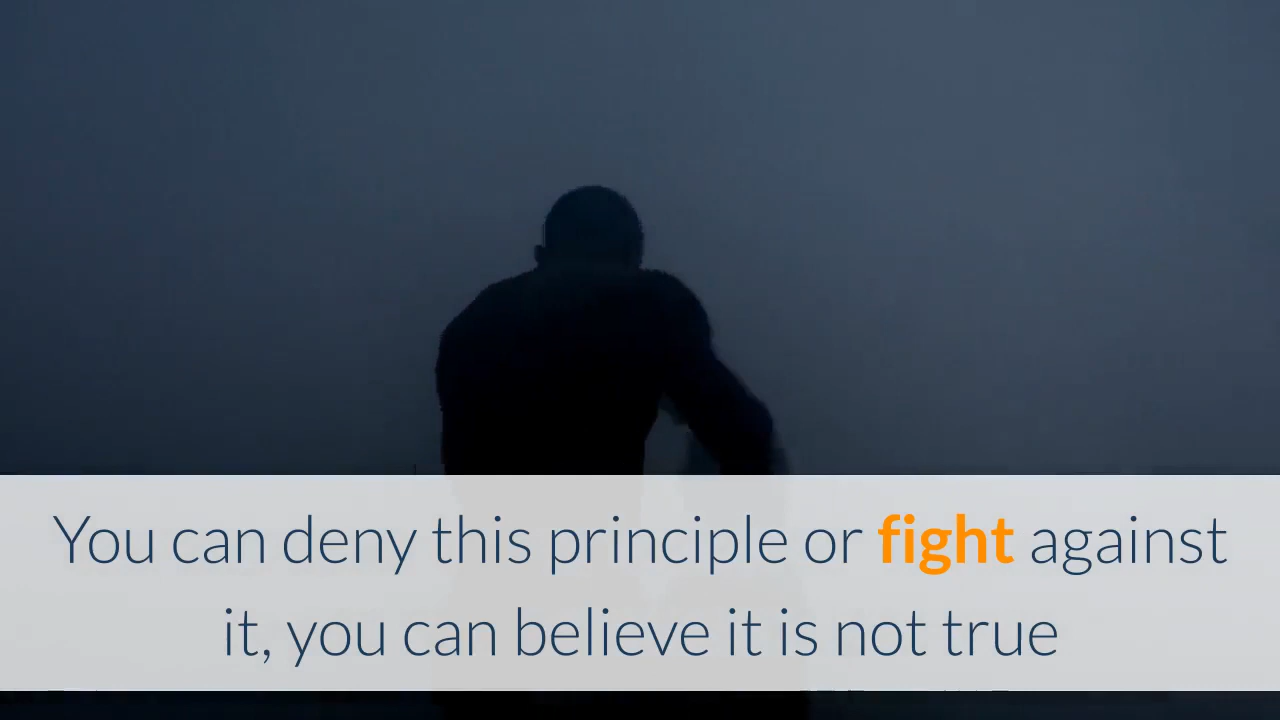 You can deny this principle or fight against
it, you can believe it is not true